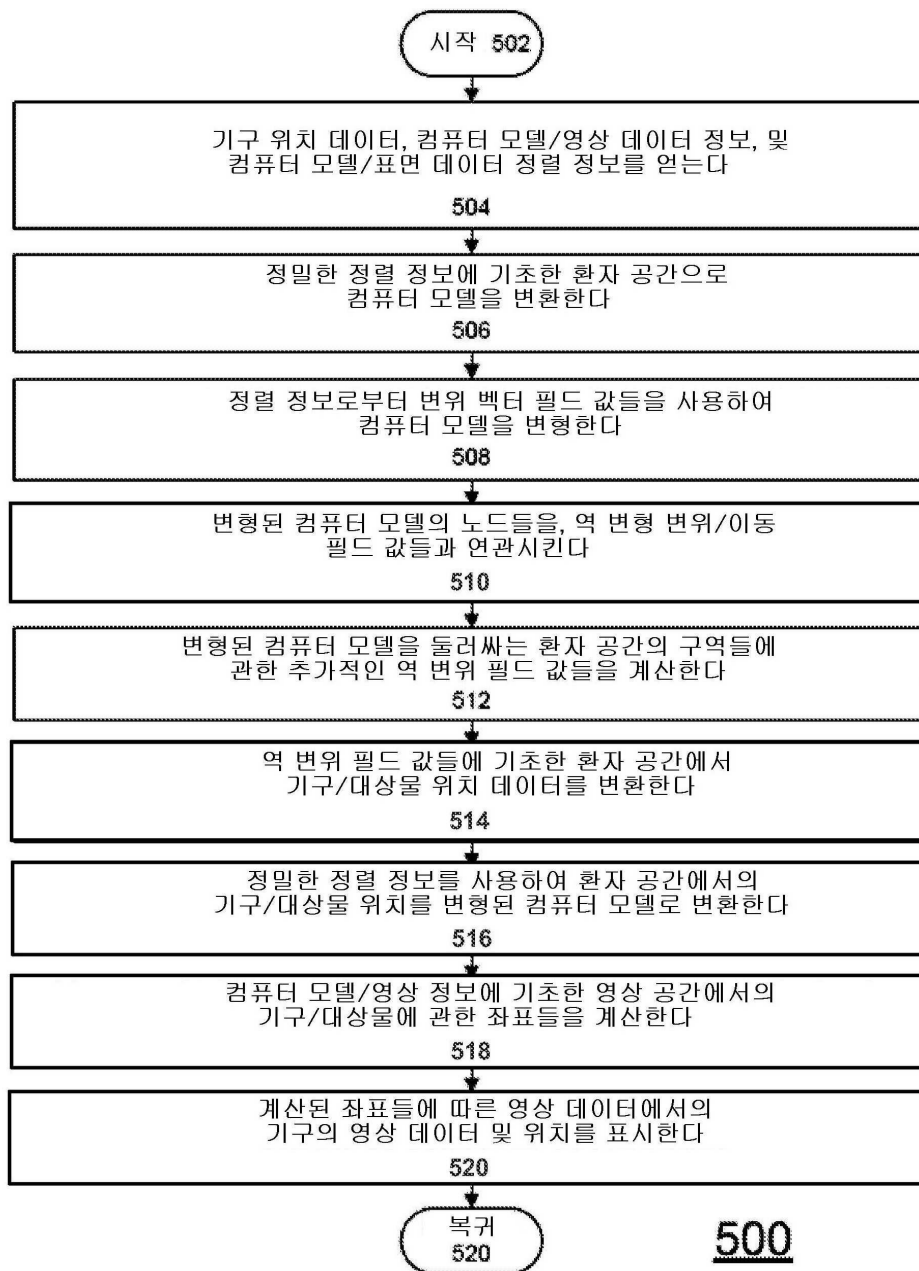 시작 502
기구 위치 데이터, 컴퓨터 모델/영상 데이터 정보, 및
컴퓨터 모델/표면 데이터 정렬 정보를 얻는다
504
정밀한 정렬 정보에 기초한 환자 공간으로
컴퓨터 모델을 변환한다
506
정렬 정보로부터 변위 벡터 필드 값들을 사용하여
컴퓨터 모델을 변형한다
508
변형된 컴퓨터 모델의 노드들을, 역 변형 변위/이동
필드 값들과 연관시킨다
510
변형된 컴퓨터 모델을 둘러싸는 환자 공간의 구역들에
관한 추가적인 역 변위 필드 값들을 계산한다
512
역 변위 필드 값들에 기초한 환자 공간에서
기구/대상물 위치 데이터를 변환한다
514
정밀한 정렬 정보를 사용하여 환자 공간에서의
기구/대상물 위치를 변형된 컴퓨터 모델로 변환한다
516
컴퓨터 모델/영상 정보에 기초한 영상 공간에서의
기구/대상물에 관한 좌표들을 계산한다
518
계산된 좌표들에 따른 영상 데이터에서의
기구의 영상 데이터 및 위치를 표시한다
520
복귀
520
500